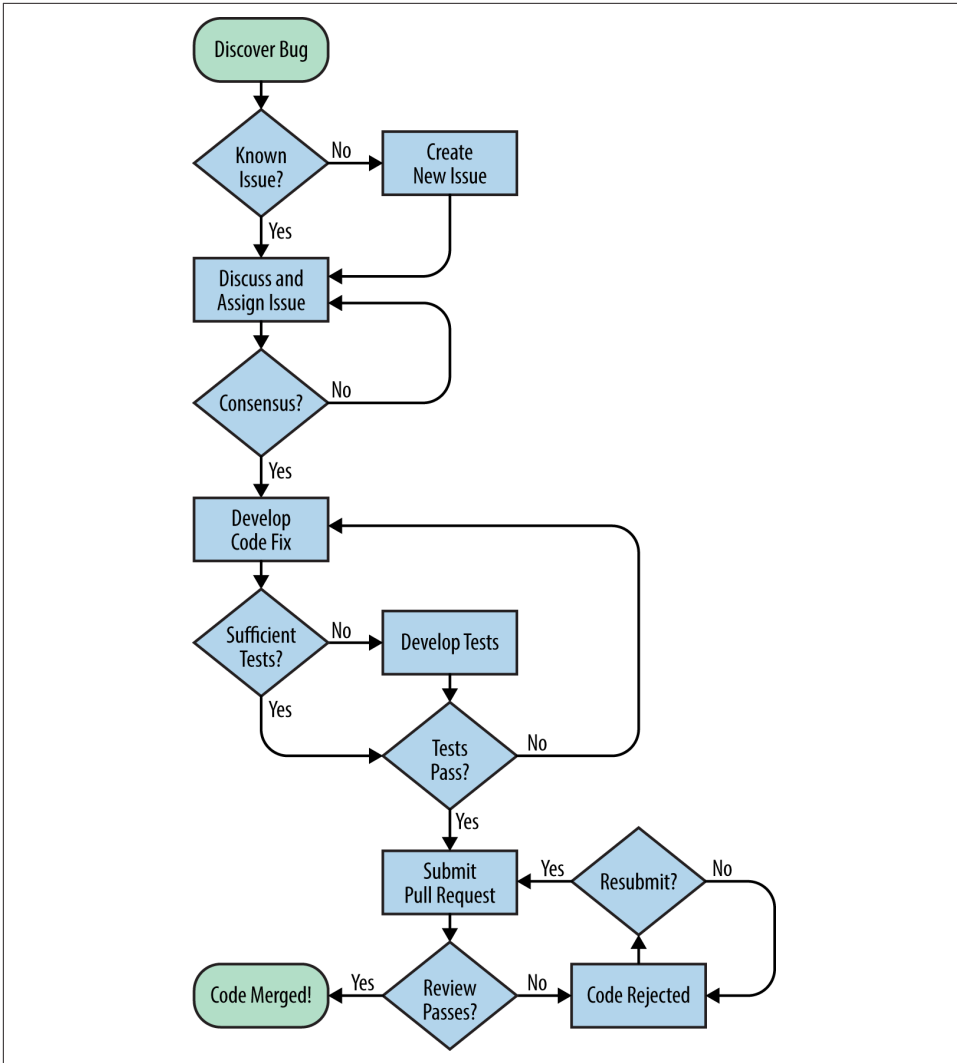 Discover Bug
Known
Issue?
No
Create
New Issue
Yes
Discuss and
Assign Issue
Consensus?
No
Yes
Develop
Code Fix
Sufficient
Tests?
No
Develop Tests
Yes
Tests
Pass?
No
Yes
Submit
Pull Request
Yes
Resubmit?
No
Code Merged!
Yes
Review
Passes?
No
Code Rejected